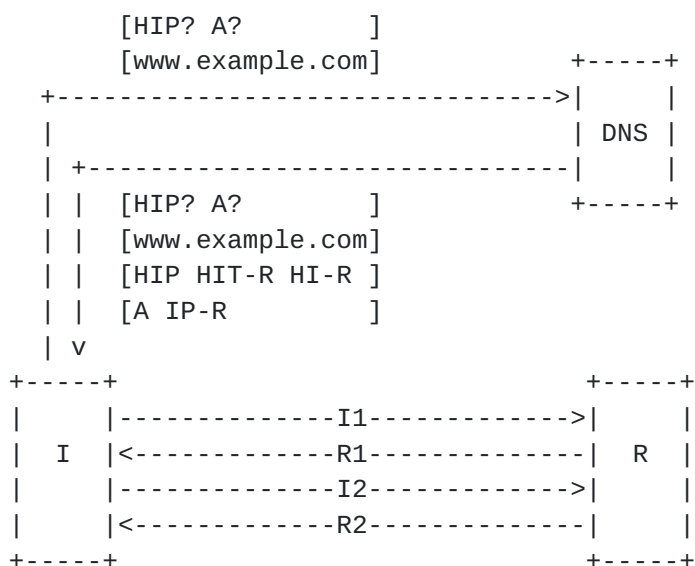 [HIP? A?        ]
[www.example.com]
DNS
[HIP? A?        ]
[www.example.com]
[HIP HIT-R HI-R ]
[A IP-R         ]
I1
I R1 R
I2
R2